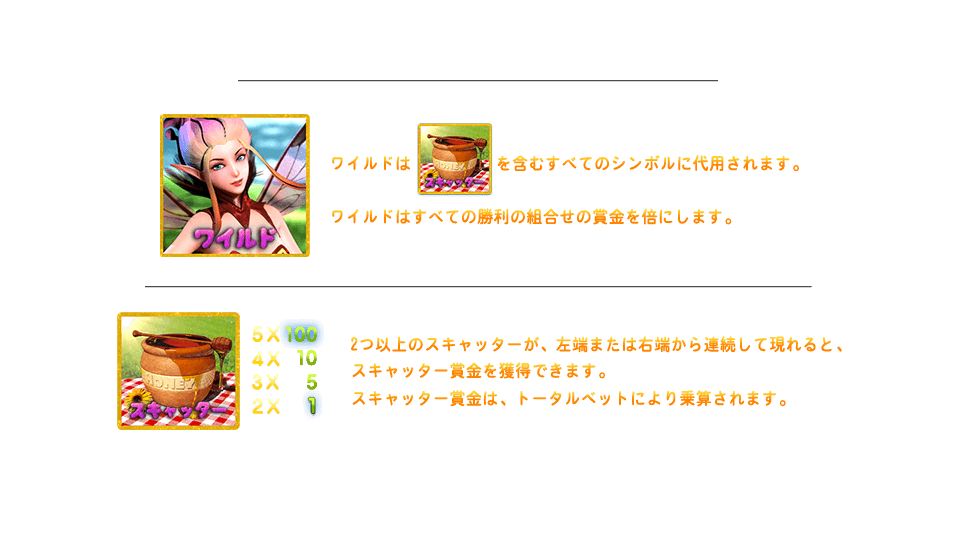 ワイルドは HONEY スキャッター を含むすべてのシンボルに代用されます。
ワイルド
ワイルドはすべての勝利の組合せの賞金を倍にします。
HONEY
スキャッター
5X 100
4X 10
3X 5
2X 1
2つ以上のスキャッターが、左端または右端から連続して現れると、
スキャッター賞金を獲得できます。
スキャッター賞金は、トータルベットにより乗算されます。